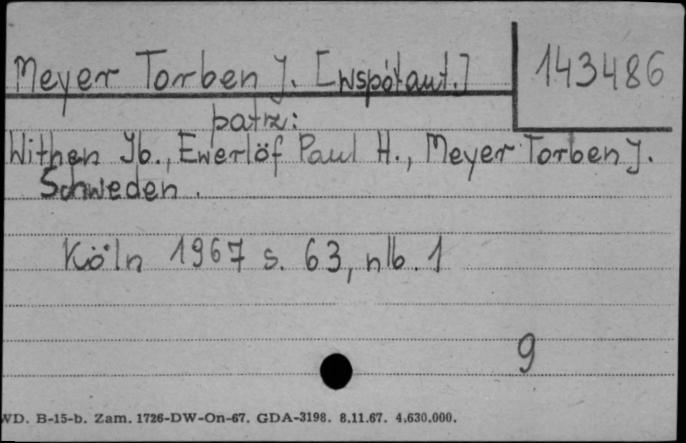 Meyer Torben J. [współaut.]
143486
patrz:
Withen Ib., Ewerlöf Paul H., Meyer Torben J.
Schweden.
Köln 1967 s. 63, nlb. 1
9
WD. B-15-b. Zam. 1726-DW-On-67. GDA-3198. 8.11.67. 4.630.000.